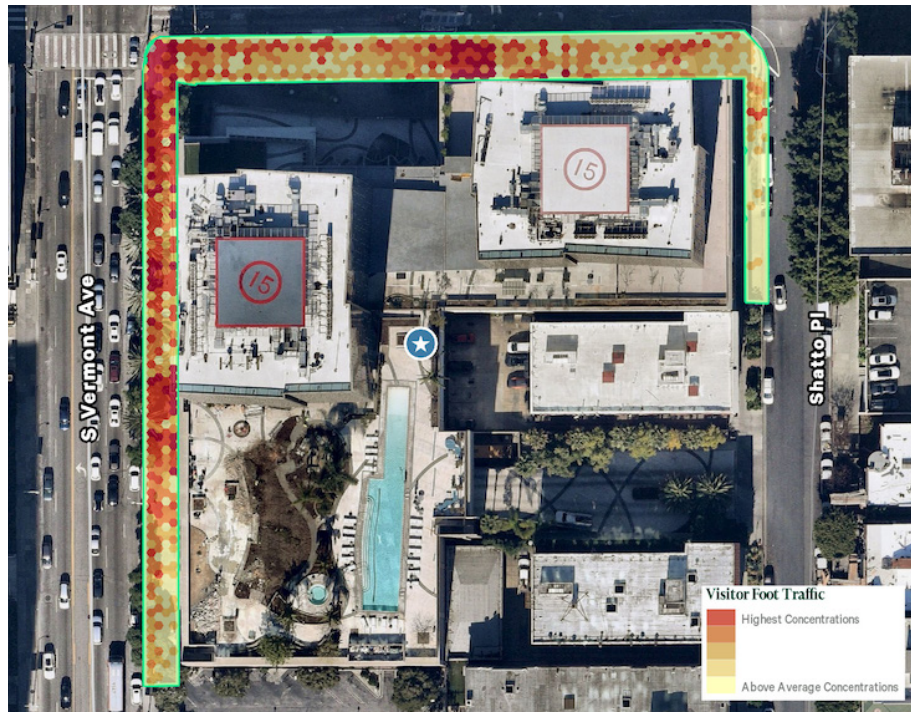 15
15
S. Vermont Ave
Shatto Pl
Visitor Foot Traffic
Highest Concentrations
Above Average Concentrations